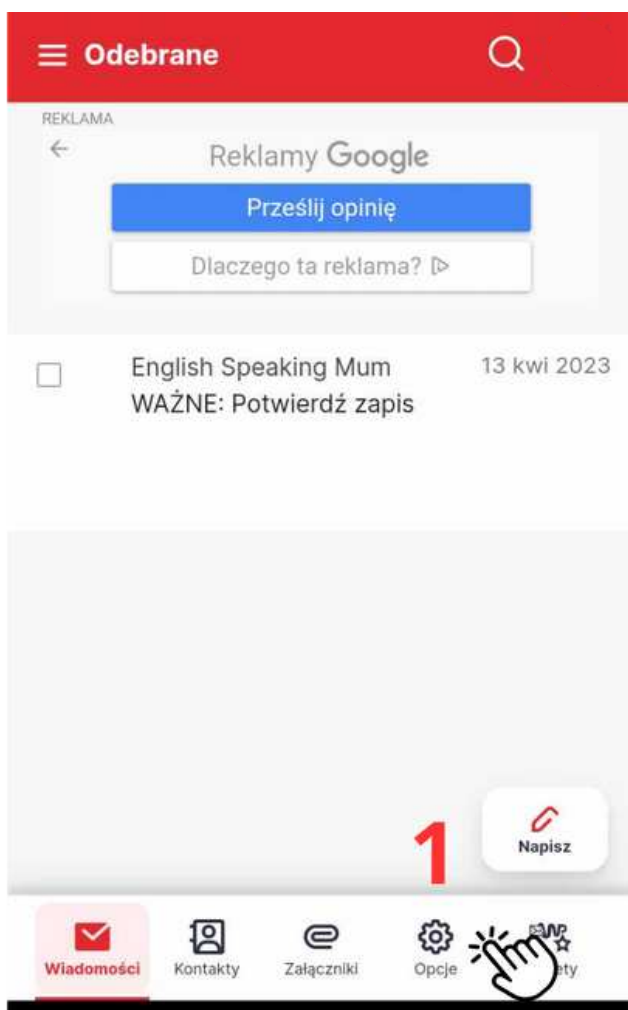 Odebrane
REKLAMA
Reklamy Google
Prześlij opinię
Dlaczego ta reklama?
English Speaking Mum 13 kwi 2023
WAŻNE: Potwierdź zapis
1
Napisz
Wiadomości Kontakty Załączniki Opcje